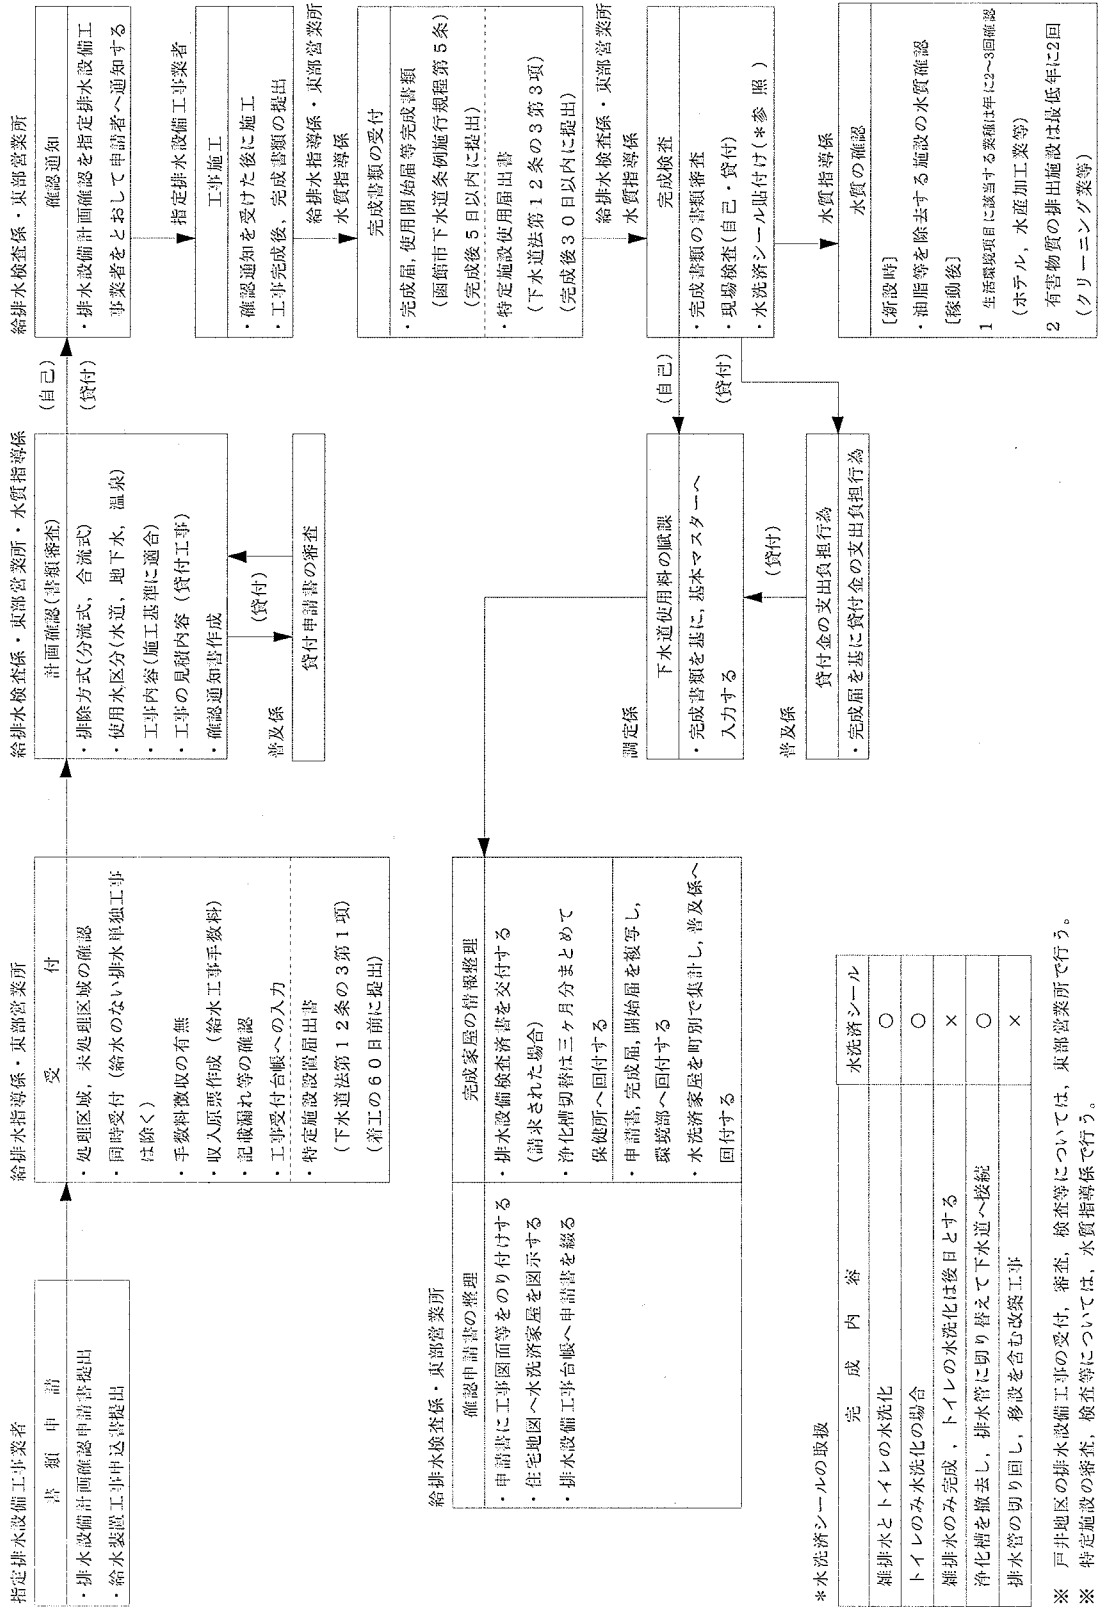 指定排水設備工事業者
書類申請
・排水設備計画確認申請書提出
・給水装置工事申込書提出
給排水指導係・東部営業所
受付
・処理区域，未処理区域の確認
・同時受付（給水のない排水単独工事
は除く）
・手数料徴収の有無
・収入原票作成（給水工事手数料）
・記載漏れ等の確認
・工事受付台帳への入力
・特定施設設置届出書
（下水道法第１２条の３第１項）
（着工の６０日前に提出）
給排水検査係・東部営業所・水質指導係
計画確認（書類審査）
・排除方式（分流式，合流式）
・使用水区分（水道，地下水，温泉）
・工事内容（施工基準に適合）
・工事の見積内容（貸付工事）
・確認通知書作成
（貸付）
普及係
貸付申請書の審査
（自己）
（貸付）
給排水検査係・東部営業所
確認通知
・排水設備計画確認を指定排水設備工
事業者をとおして申請者へ通知する
指定排水設備工事業者
工事施工
・確認通知を受けた後に施工
・工事完成後，完成書類の提出
給排水指導係・東部営業所
水質指導係
完成書類の受付
・完成届，使用開始届等完成書類
（函館市下水道条例施行規程第５条）
（完成後５日以内に提出）
・特定施設使用届出書
（下水道法第１２条の３第３項）
（完成後３０日以内に提出）
給排水検査係・東部営業所
水質指導係
完成検査
・完成書類の審査
・現場検査（自己・貸付）
・水洗済シール貼付け（＊参照）
水質指導係
水質の確認
［新設時］
・油脂等を除去する施設の水質確認
［稼動後］
１ 生活環境項目に該当する業種は年に2～3回確認
（ホテル，水産加工業等）
２ 有害物質の排出施設は最低年に2回
（クリーニング業等）
（自己）
（貸付）
調定係
下水道使用料の賦課
・完成書類を基に，基本マスターへ
入力する
（貸付）
普及係
貸付金の支出負担行為
・完成届を基に貸付金の支出負担行為
給排水検査係・東部営業所
確認申請書の整理
・申請書に工事図面等をのり付けする
・住宅地図へ水洗済家屋を図示する
・排水設備工事台帳へ申請書を綴る
完成家屋の情報整理
・排水設備検査済書を交付する
（請求された場合）
・浄化槽切替は三ヶ月分まとめて
保健所へ回付する
・申請書，完成届，開始届を複写し，
環境部へ回付する
・水洗済家屋を町別で集計し，普及係へ
回付する
＊水洗済シールの取扱
完成内容 水洗済シール
雑排水とトイレの水洗化 ○
トイレのみ水洗化の場合 ○
雑排水のみ完成，トイレの水洗化は後日とする ×
浄化槽を撤去し，排水管に切り替えて下水道へ接続 ○
排水管の切り回し，移設を含む改築工事 ×
※ 戸井地区の排水設備工事の受付，審査，検査等については，東部営業所で行う。
※ 特定施設の審査，検査等については，水質指導係で行う。